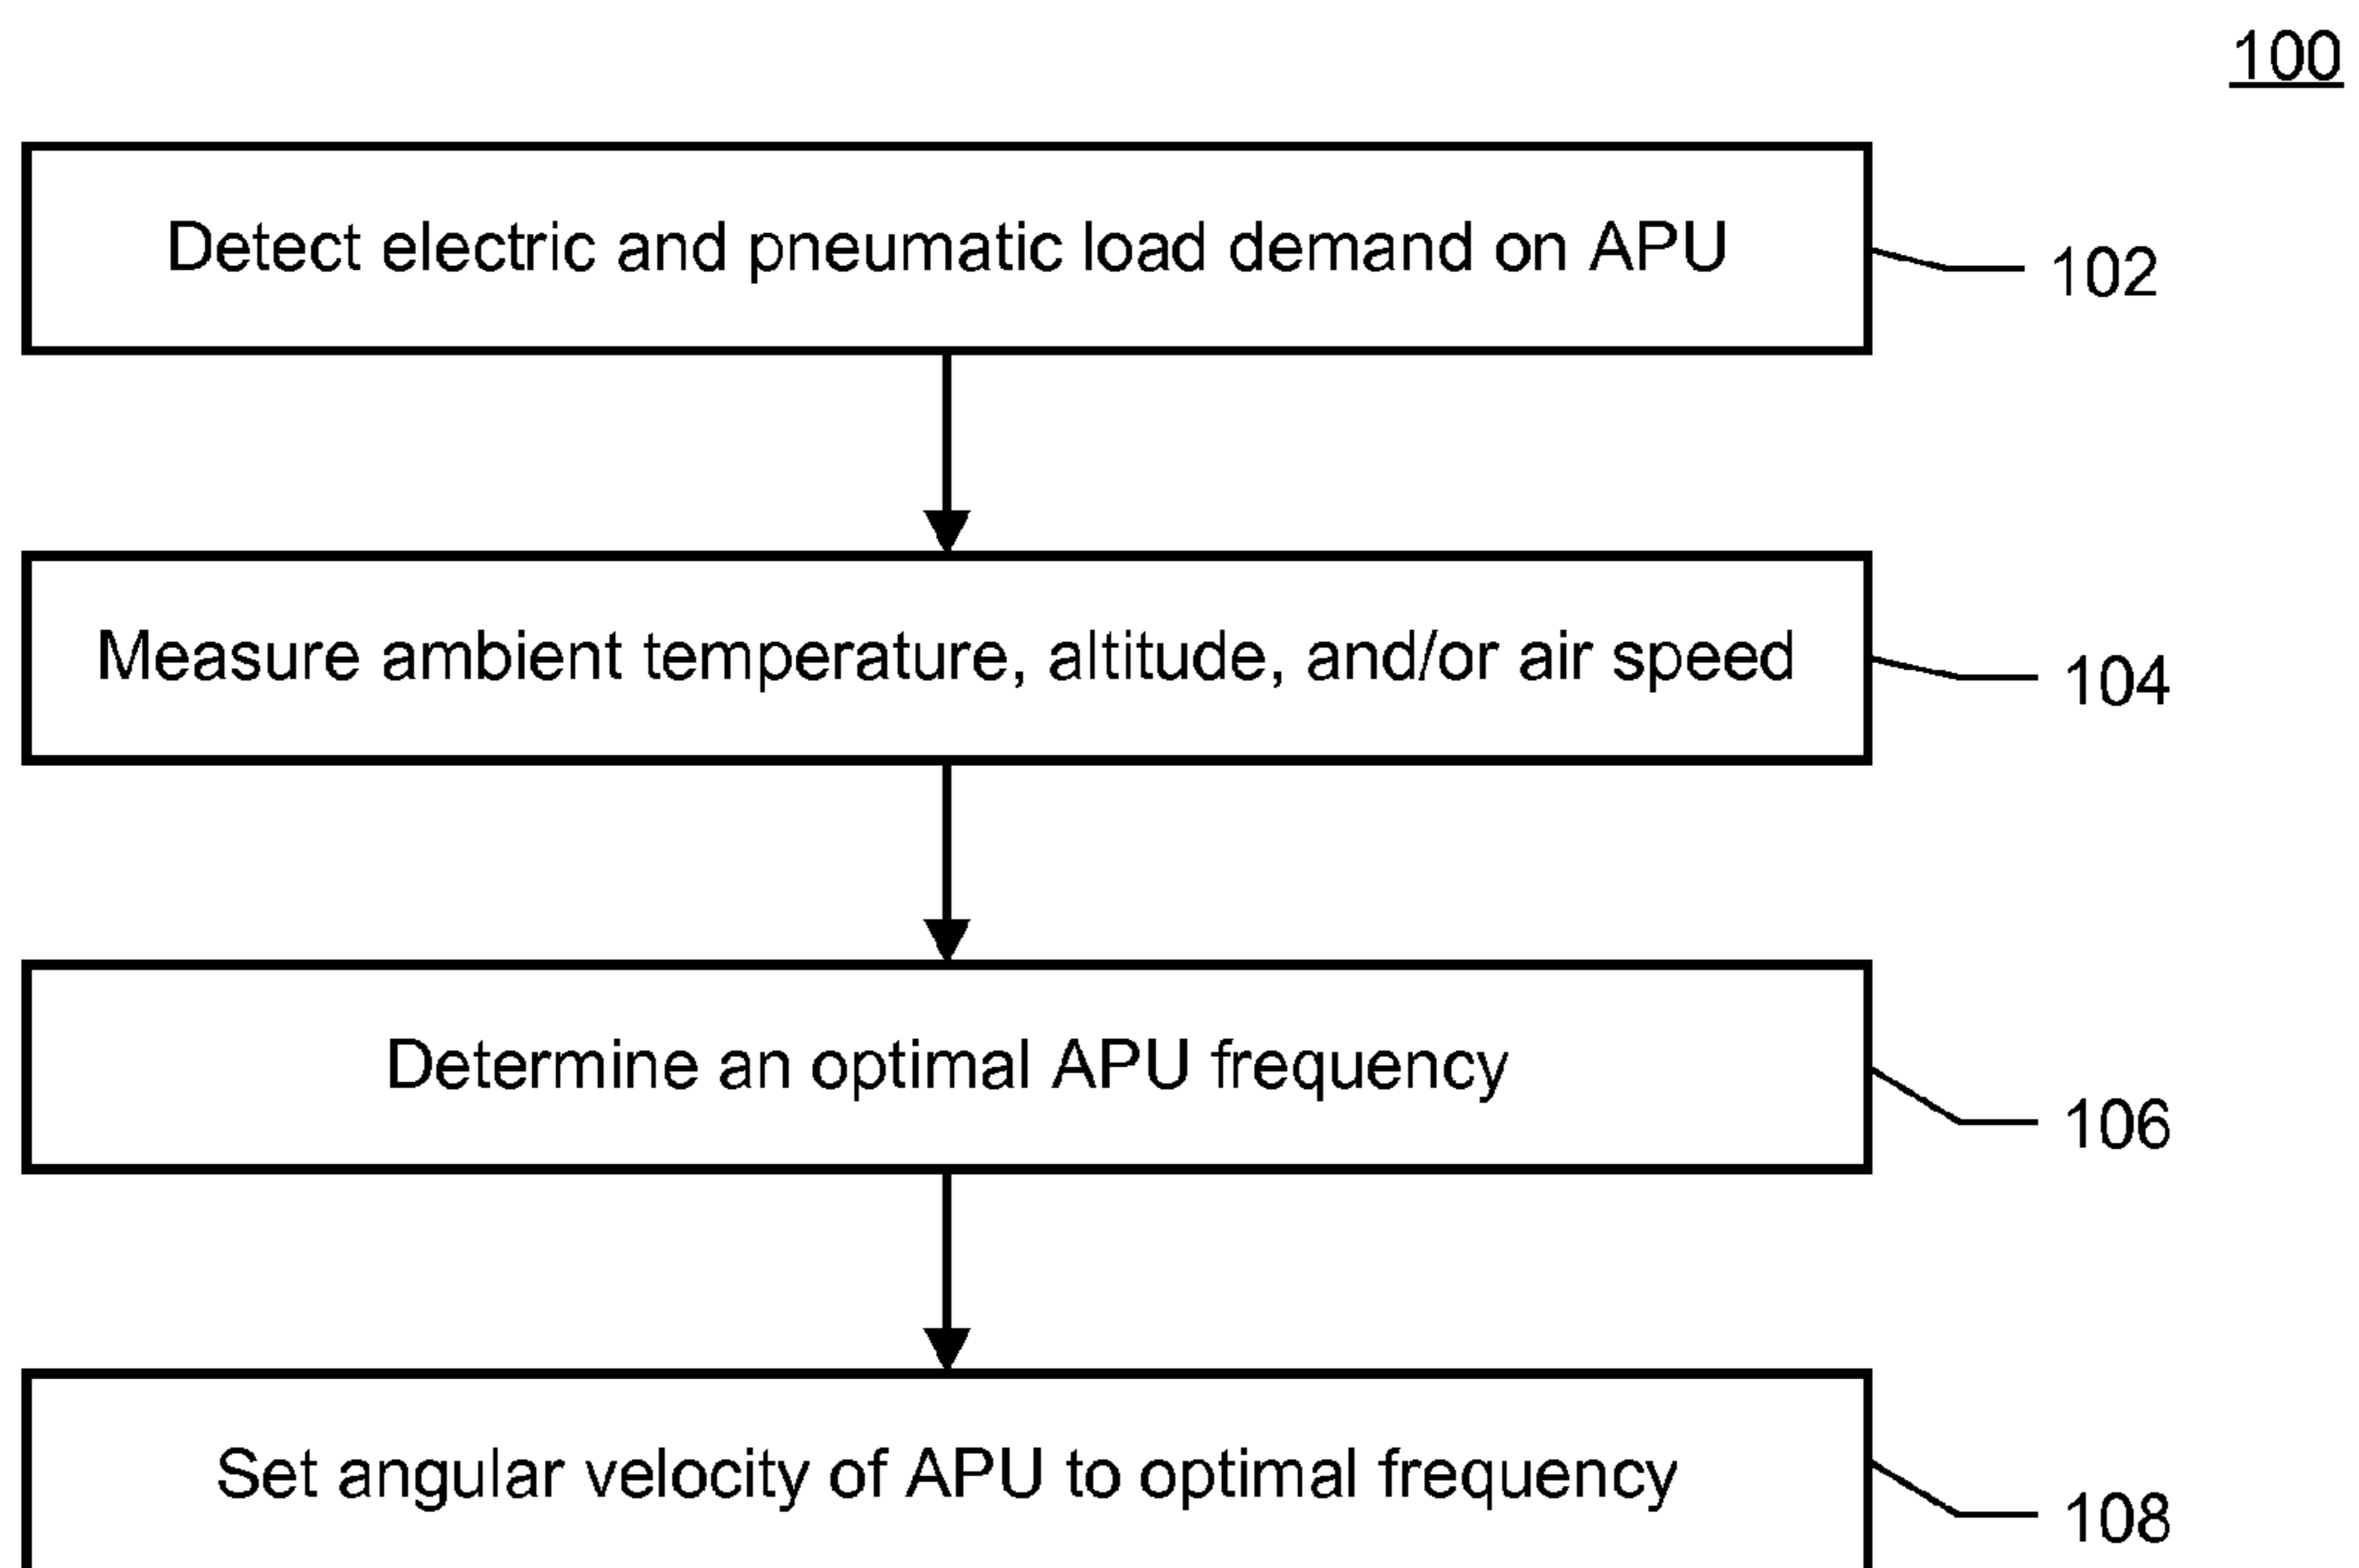 100
Detect electric and pneumatic load demand on APU
102
Measure ambient temperature, altitude, and/or air speed
104
Determine an optimal APU frequency
106
Set angular velocity of APU to optimal frequency
108